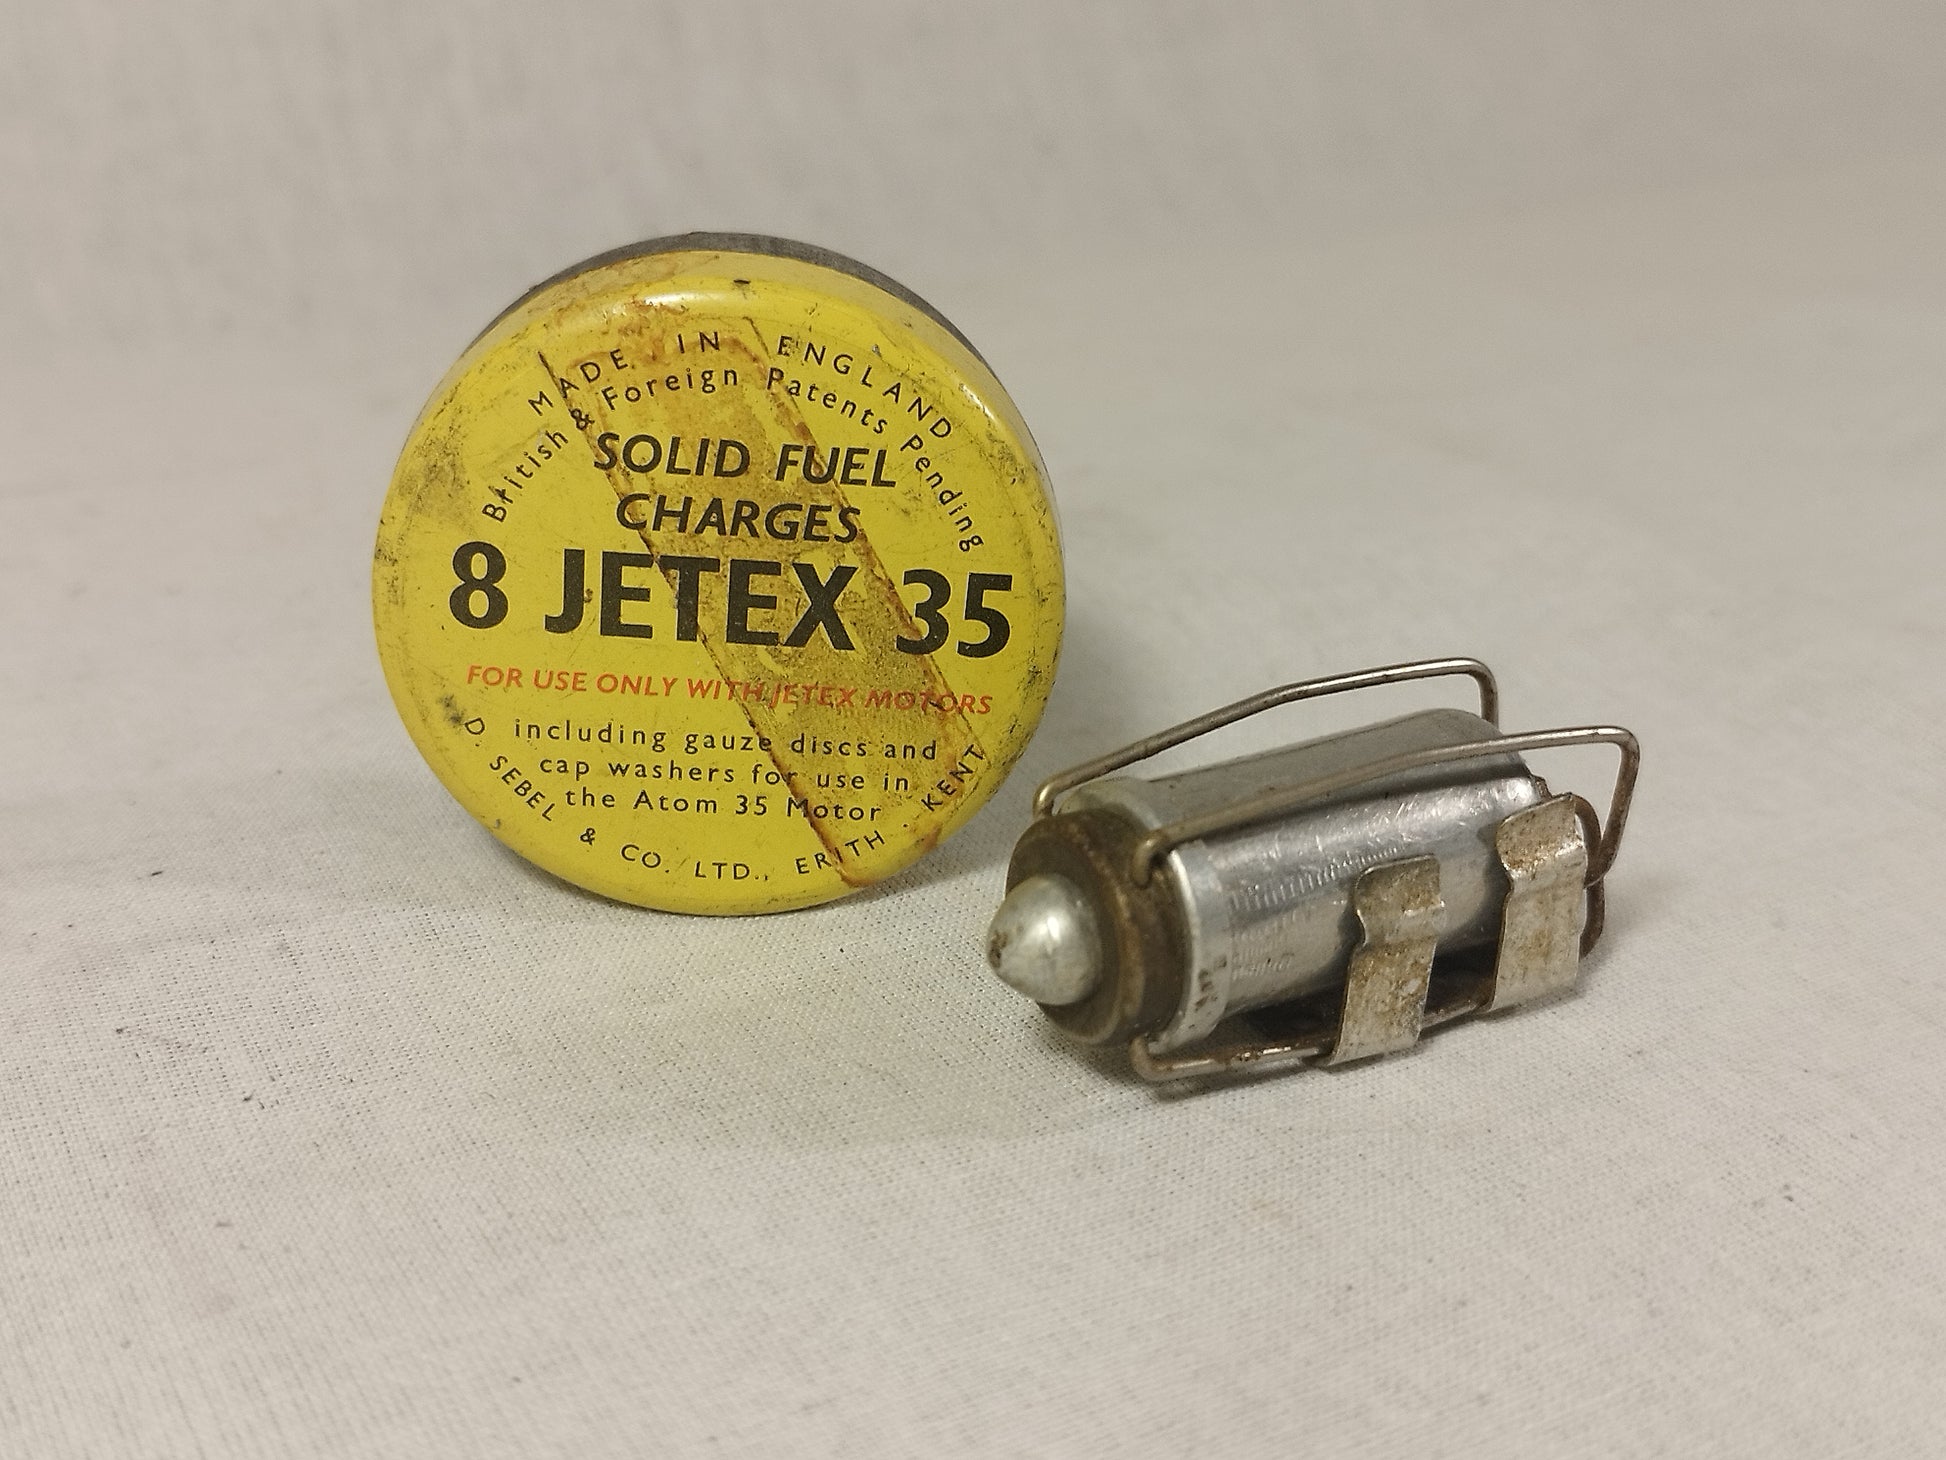 MADE IN ENGLAND
British & Foreign Patents Pending
SOLID FUEL
CHARGES
8 JETEX 35
FOR USE ONLY WITH JETEX MOTORS
including gauze discs and
cap washers for use in
the Atom 35 Motor
D. SEBEL & CO. LTD., ERITH . KENT